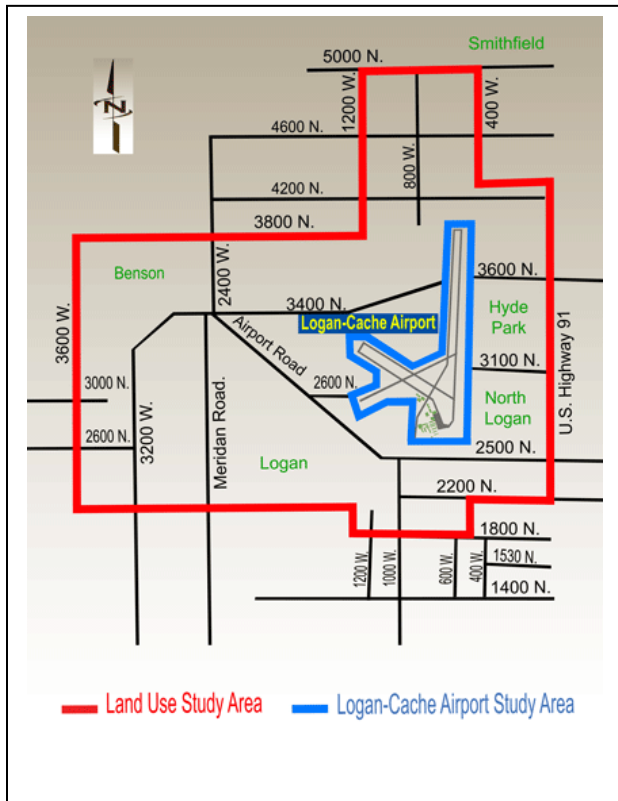 Smithfield
5000 N.
1200 W.
400 W.
N
4600 N.
800 W.
4200 N.
3800 N.
Benson
2400 W.
3600 N.
3600 W.
3400 N.
Hyde
Park
Logan-Cache Airport
Airport Road
U.S. Highway 91
3100 N.
3000 N.
2600 N.
North
Logan
2600 N.
3200 W.
Meridan Road.
Logan
2500 N.
2200 N.
1800 N.
1200 W.
1000 W.
600 W.
400 W.
1530 N.
1400 N.
Land Use Study Area
Logan-Cache Airport Study Area